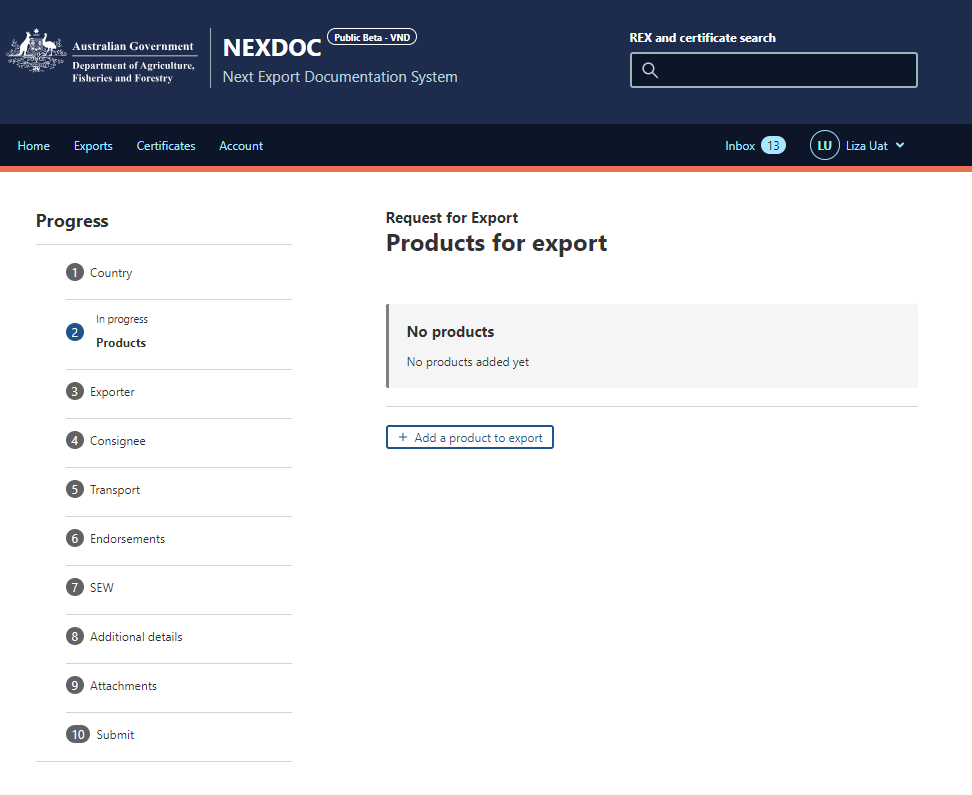 Australian Government
Department of Agriculture,
Fisheries and Forestry
NEXDOC
Public Beta - VND
Next Export Documentation System
REX and certificate search
Home
Exports
Certificates
Account
Inbox 13
LU
Liza Uat
Progress
1 Country
2 In progress
Products
3 Exporter
4 Consignee
5 Transport
6 Endorsements
7 SEW
8 Additional details
9 Attachments
10 Submit
Request for Export
Products for export
No products
No products added yet
+ Add a product to export